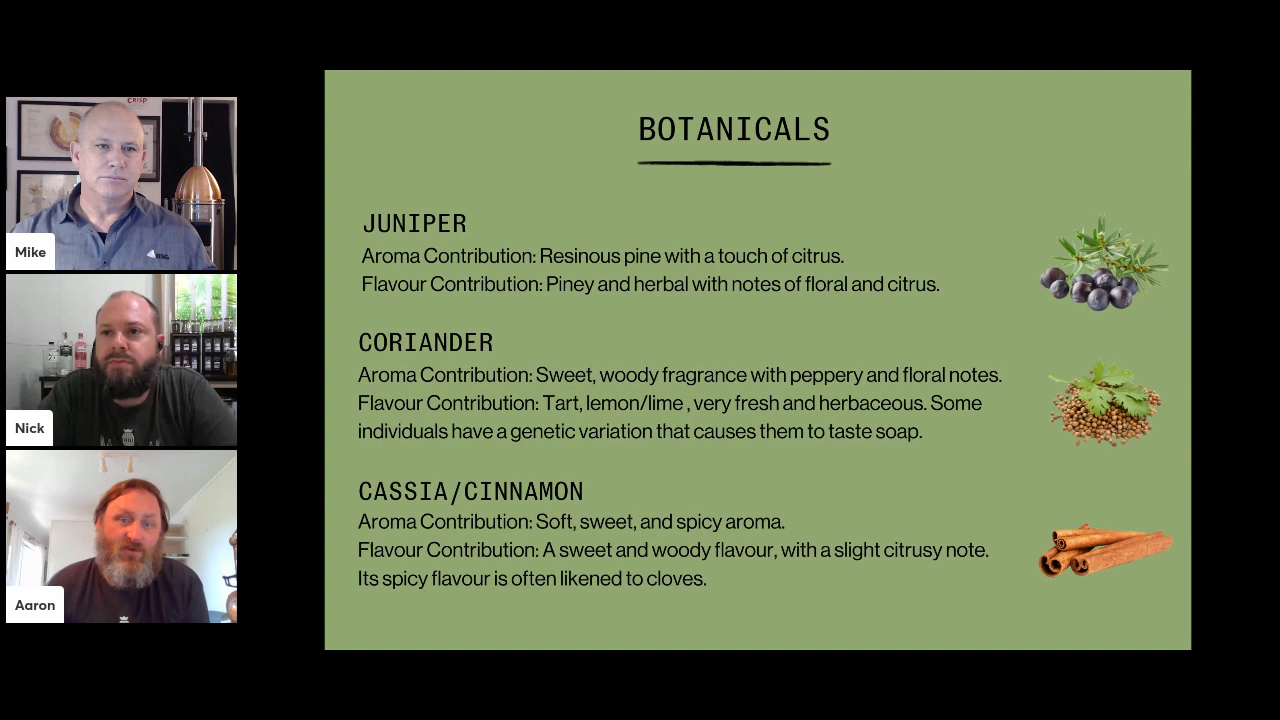 CRISP
Mike
BSG
Nick
Aaron
BOTANICALS
JUNIPER
Aroma Contribution: Resinous pine with a touch of citrus.
Flavour Contribution: Piney and herbal with notes of floral and citrus.
CORIANDER
Aroma Contribution: Sweet, woody fragrance with peppery and floral notes.
Flavour Contribution: Tart, lemon/lime , very fresh and herbaceous. Some
individuals have a genetic variation that causes them to taste soap.
CASSIA/CINNAMON
Aroma Contribution: Soft, sweet, and spicy aroma.
Flavour Contribution: A sweet and woody flavour, with a slight citrusy note.
Its spicy flavour is often likened to cloves.